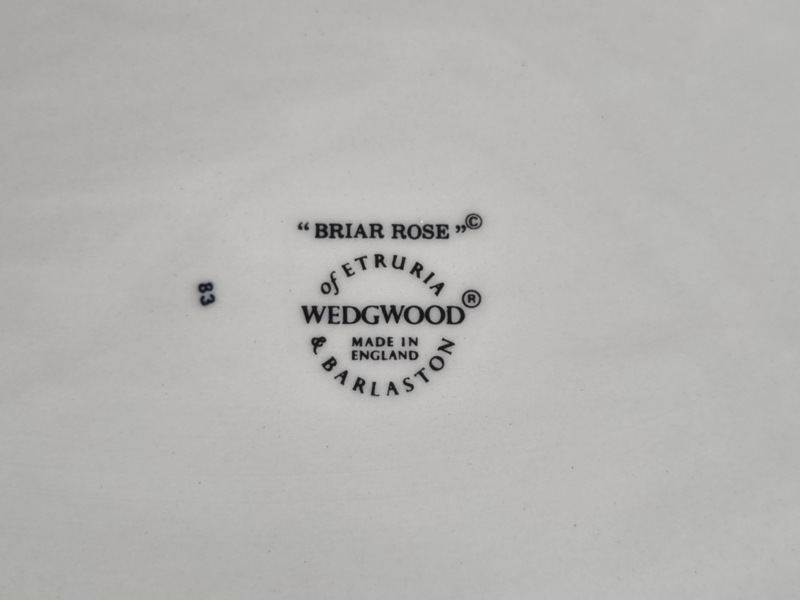 “BRIAR ROSE”©
of ETRURIA
WEDGWOOD®
MADE IN
ENGLAND
& BARLASTON
83